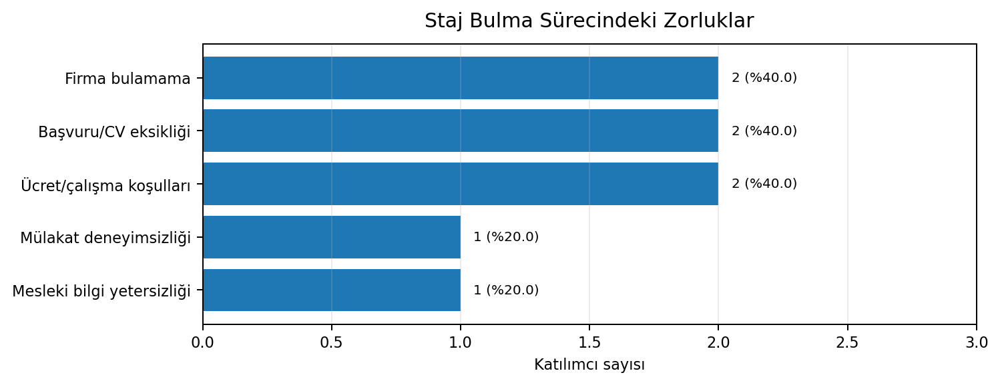 Staj Bulma Sürecindeki Zorluklar
Firma bulamama
2 (%40.0)
Başvuru/CV eksikliği
2 (%40.0)
Ücret/çalışma koşulları
2 (%40.0)
Mülakat deneyimsizliği
1 (%20.0)
Mesleki bilgi yetersizliği
1 (%20.0)
0.0 0.5 1.0 1.5 2.0 2.5 3.0
Katılımcı sayısı